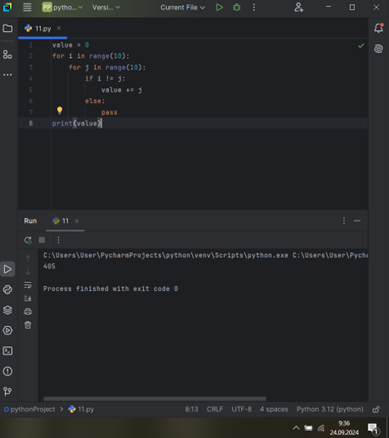 PP pytho... Versi... Current File
11.py
1 value = 0
2 for i in range(10):
3 for j in range(10):
4 if i != j:
5 value += j
6 else:
7 pass
8 print(value)
Run 11
C:\Users\User\PycharmProjects\python\venv\Scripts\python.exe C:\Users\User\Pycha
405
Process finished with exit code 0
pythonProject > 11.py 8:13 CRLF UTF-8 4 spaces Python 3.12 (python)
9:36
24.09.2024
1